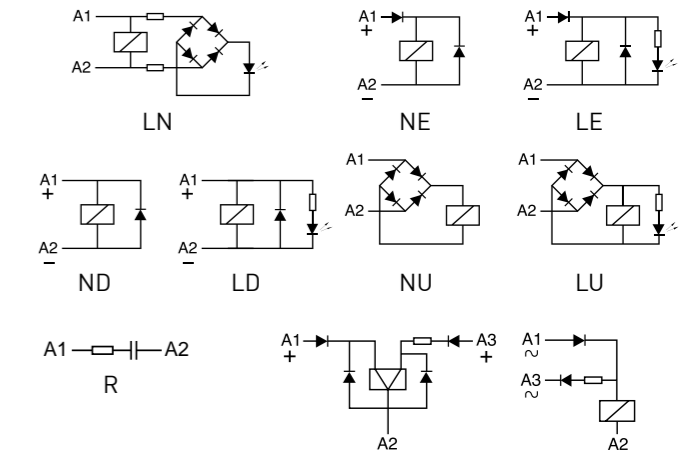 A1
A2
LN
A1
+
A2
−
NE
A1
+
A2
−
LE
A1
+
A2
−
ND
A1
+
A2
−
LD
A1
A2
NU
A1
A2
LU
A1 A2
R
A1 A3
+ +
A2
A1
~
A3
~
A2